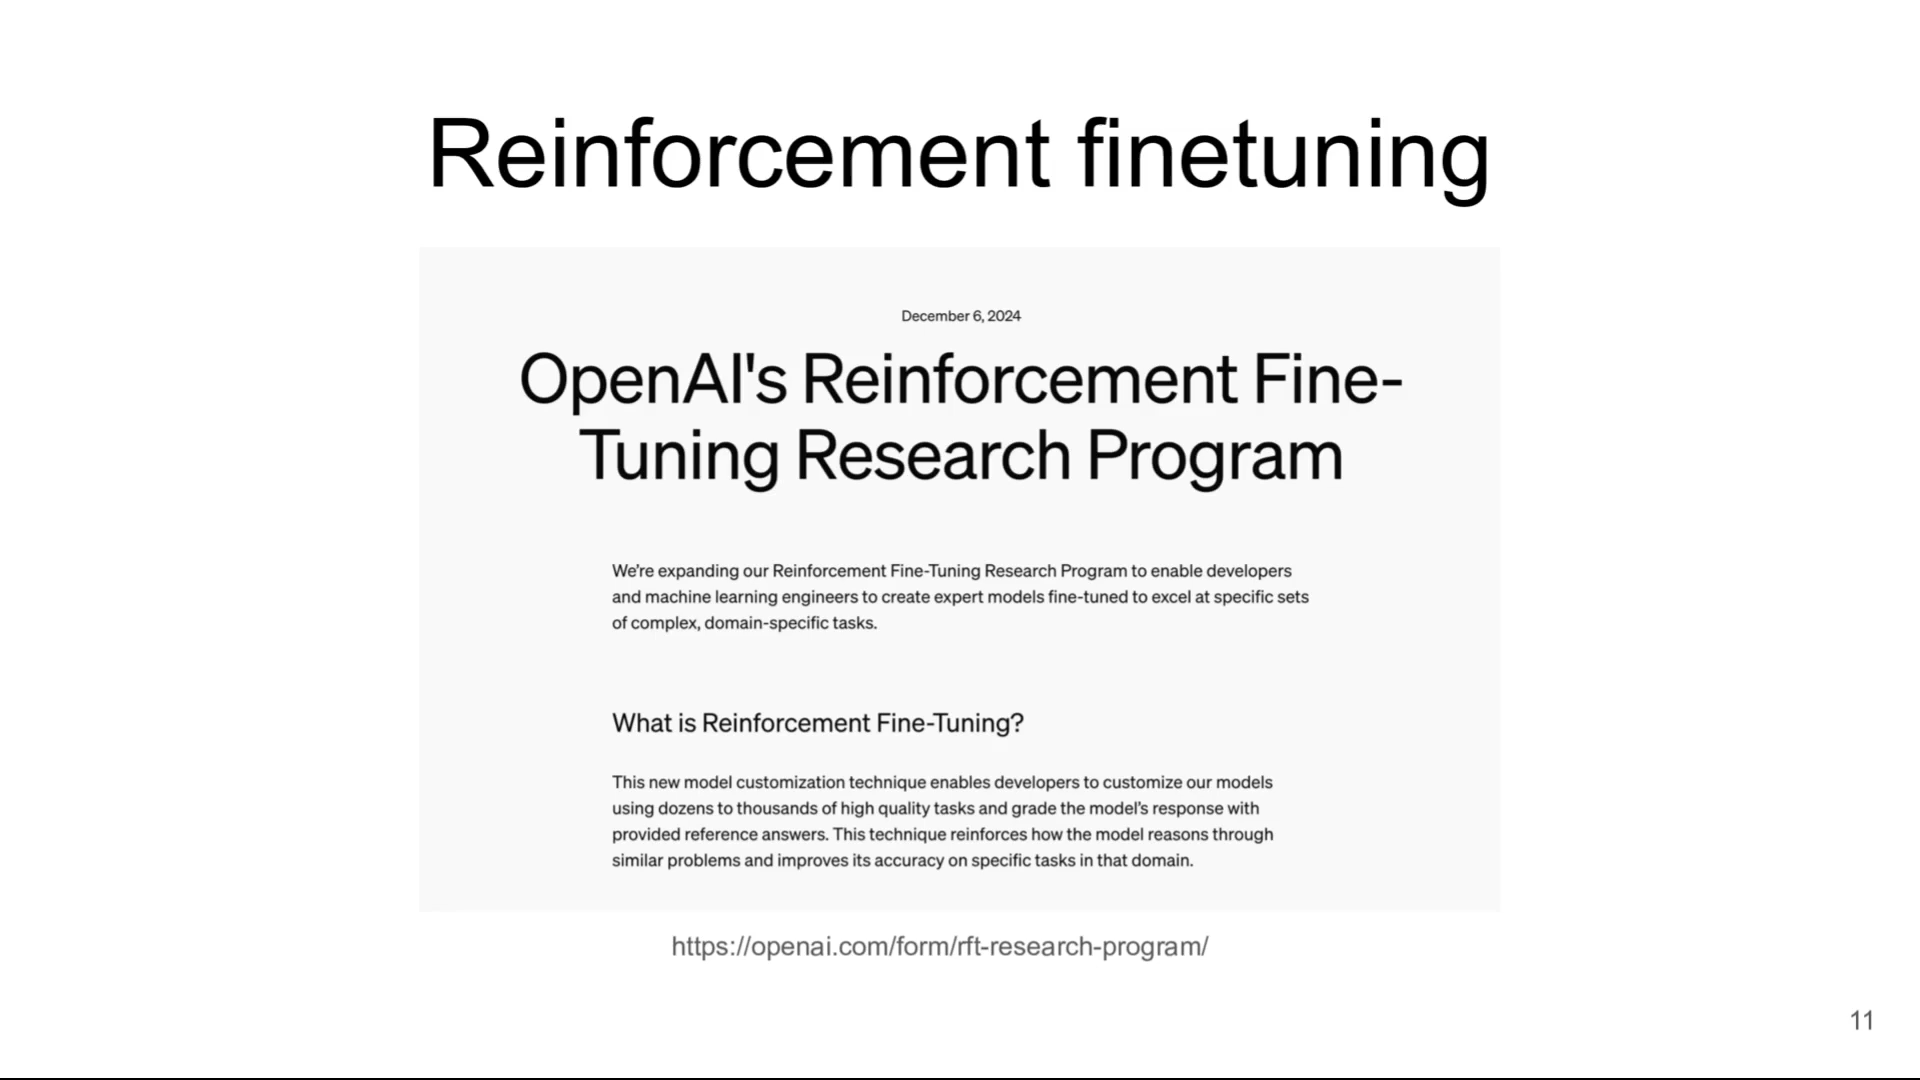 Reinforcement finetuning
December 6, 2024
OpenAI's Reinforcement Fine-
Tuning Research Program
We're expanding our Reinforcement Fine-Tuning Research Program to enable developers
and machine learning engineers to create expert models fine-tuned to excel at specific sets
of complex, domain-specific tasks.
What is Reinforcement Fine-Tuning?
This new model customization technique enables developers to customize our models
using dozens to thousands of high quality tasks and grade the model's response with
provided reference answers. This technique reinforces how the model reasons through
similar problems and improves its accuracy on specific tasks in that domain.
https://openai.com/form/rft-research-program/
11